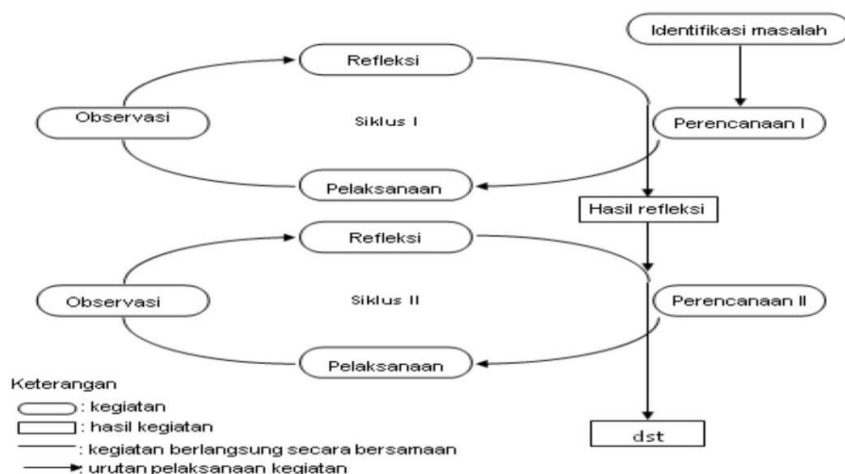 Identifikasi masalah
Refleksi
Observasi
Siklus I
Perencanaan I
Pelaksanaan
Hasil refleksi
Refleksi
Observasi
Siklus II
Perencanaan II
Pelaksanaan
Keterangan
: kegiatan
: hasil kegiatan
dst
: kegiatan berlangsung secara bersamaan
: urutan pelaksanaan kegiatan